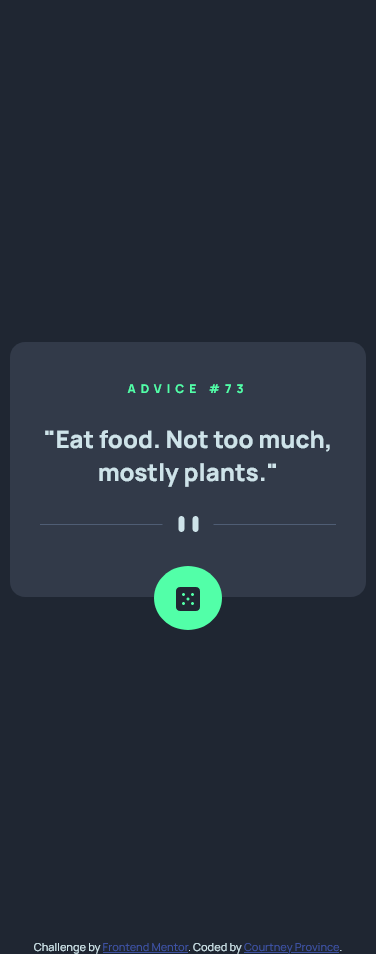 ADVICE #73
"Eat food. Not too much,
mostly plants."
Challenge by Frontend Mentor. Coded by Courtney Province.